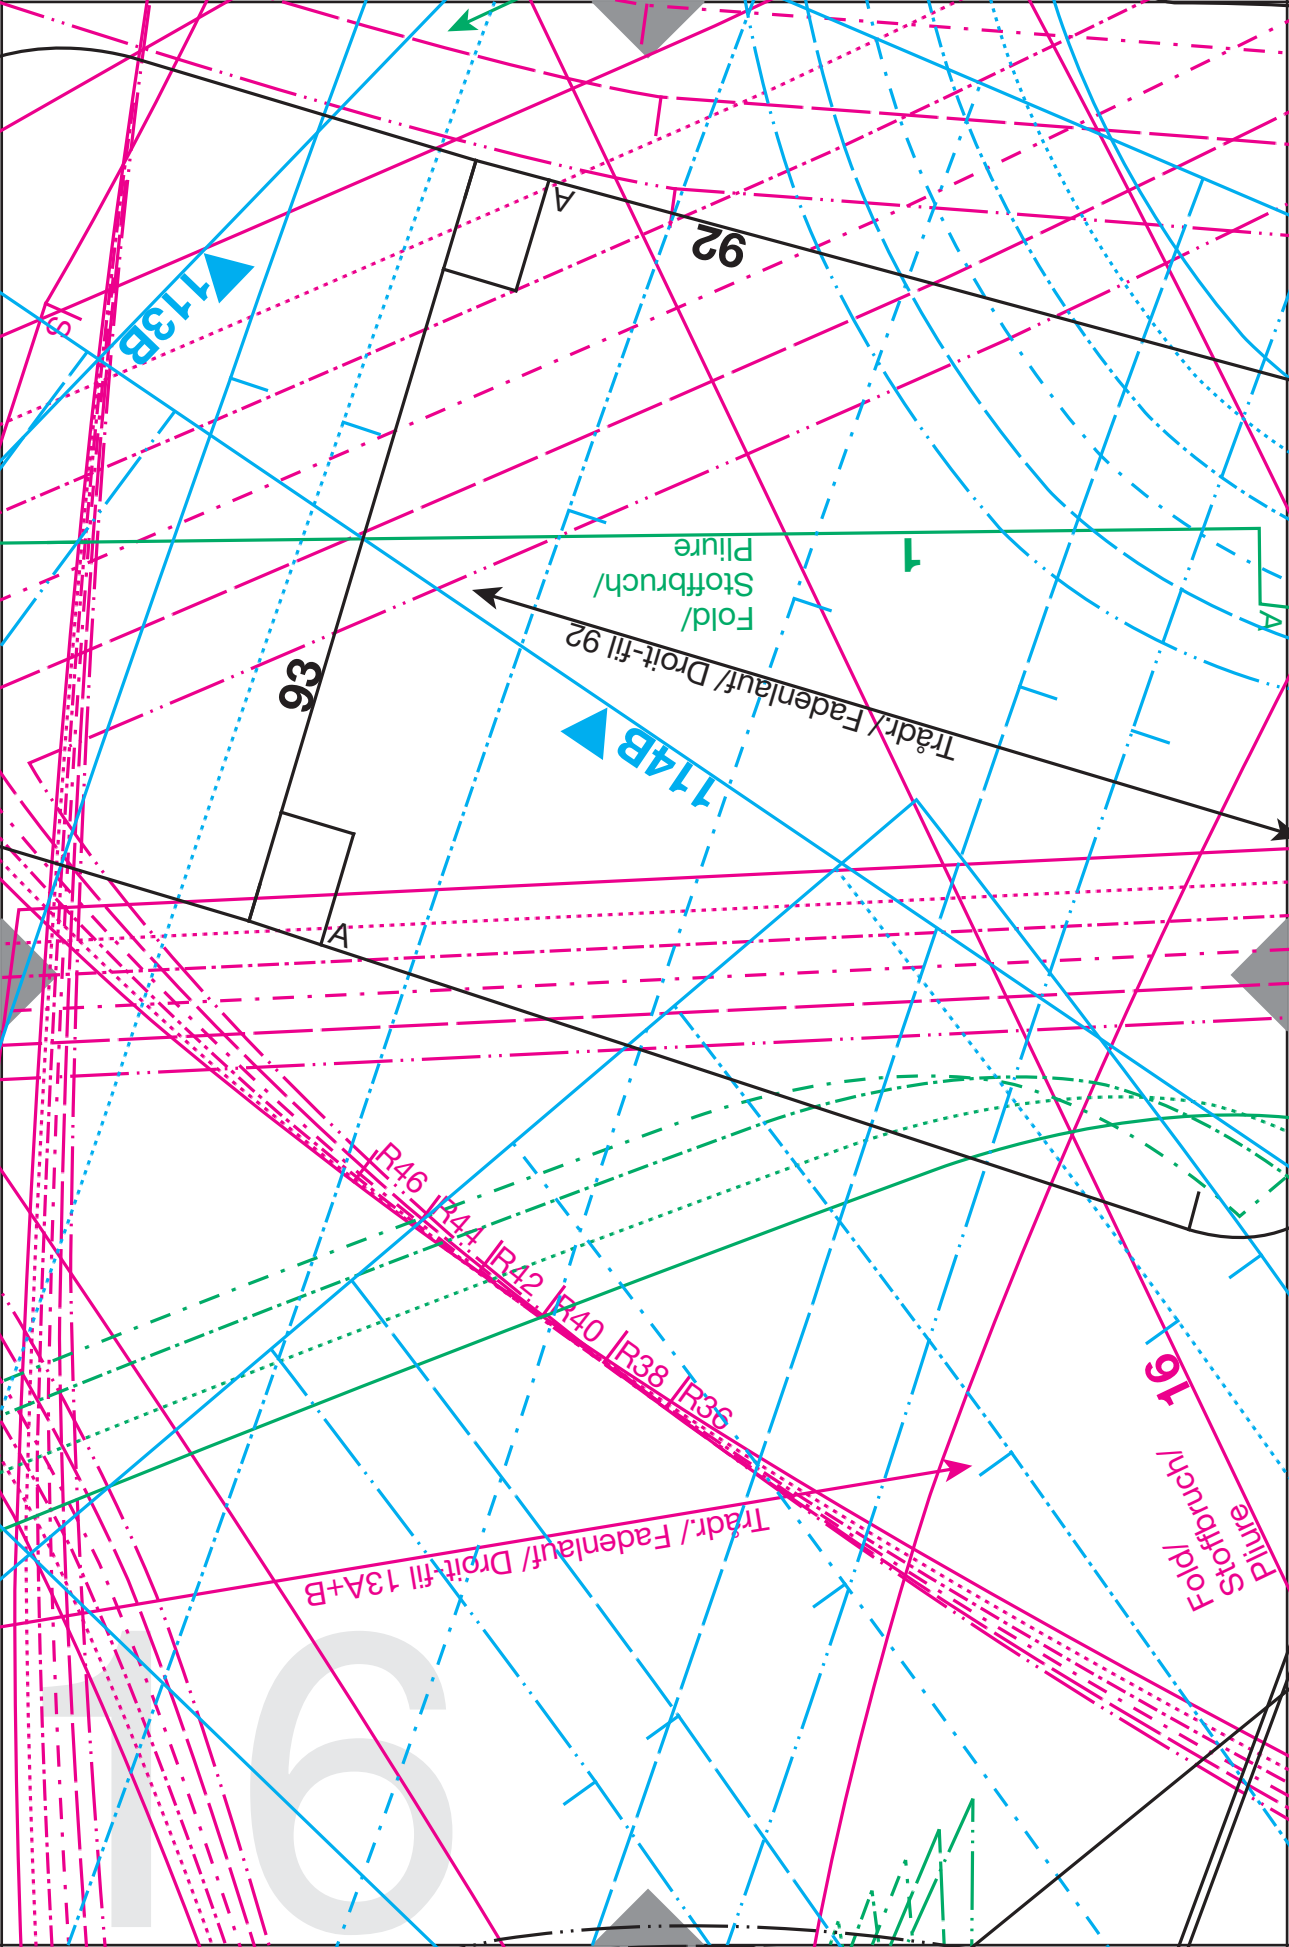 A
92
S
113B
Fold/
Stoffbruch/
Pliure
1
A
Trådr./ Fadenlauf/ Droit-fil 92
93
114B
A
R46
R44
R42
R40
R38
R36
16
Fold/
Stoffbruch/
Pliure
Trådr./ Fadenlauf/ Droit-fil 13A+B
16